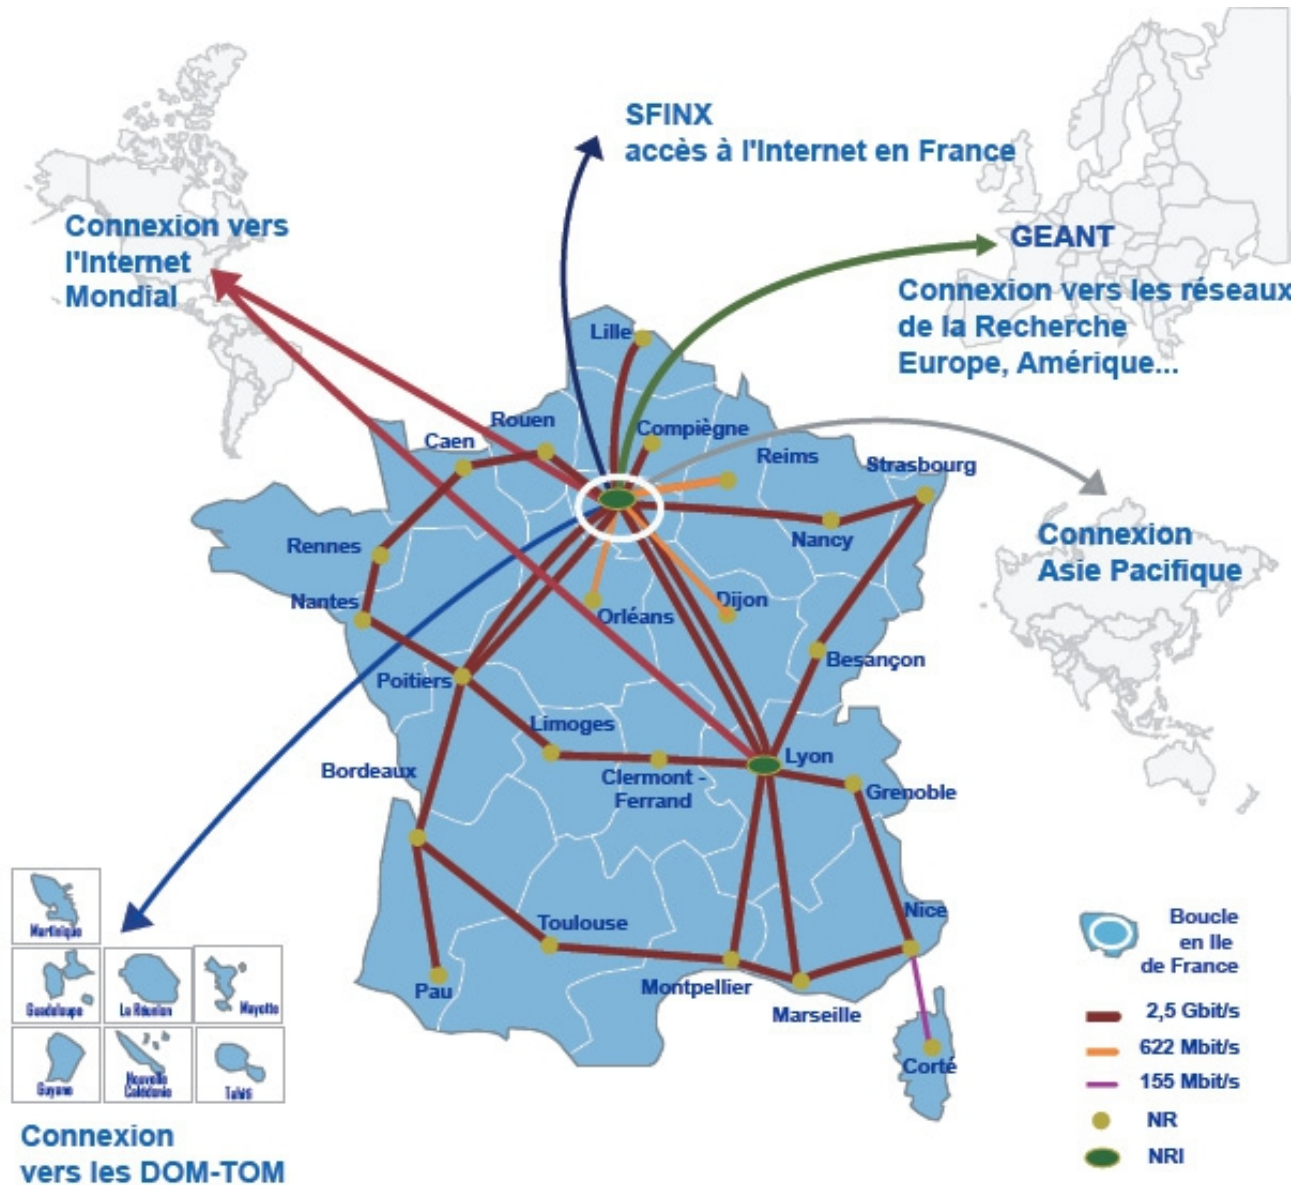 SFINX
accès à l'Internet en France
Connexion vers
l'Internet
Mondial
GEANT
Connexion vers les réseaux
de la Recherche
Europe, Amérique...
Lille
Rouen
Compiègne
Caen
Reims
Strasbourg
Connexion
Asie Pacifique
Rennes
Nancy
Nantes
Orléans
Dijon
Besançon
Poitiers
Limoges
Lyon
Bordeaux
Clermont -
Ferrand
Grenoble
Toulouse
Nice
Pau
Montpellier
Marseille
Corté
Martinique
Guadeloupe
La Réunion
Mayotte
Guyane
Nouvelle
Calédonie
Tahiti
Connexion
vers les DOM-TOM
Boucle
en Ile
de France
2,5 Gbit/s
622 Mbit/s
155 Mbit/s
NR
NRI